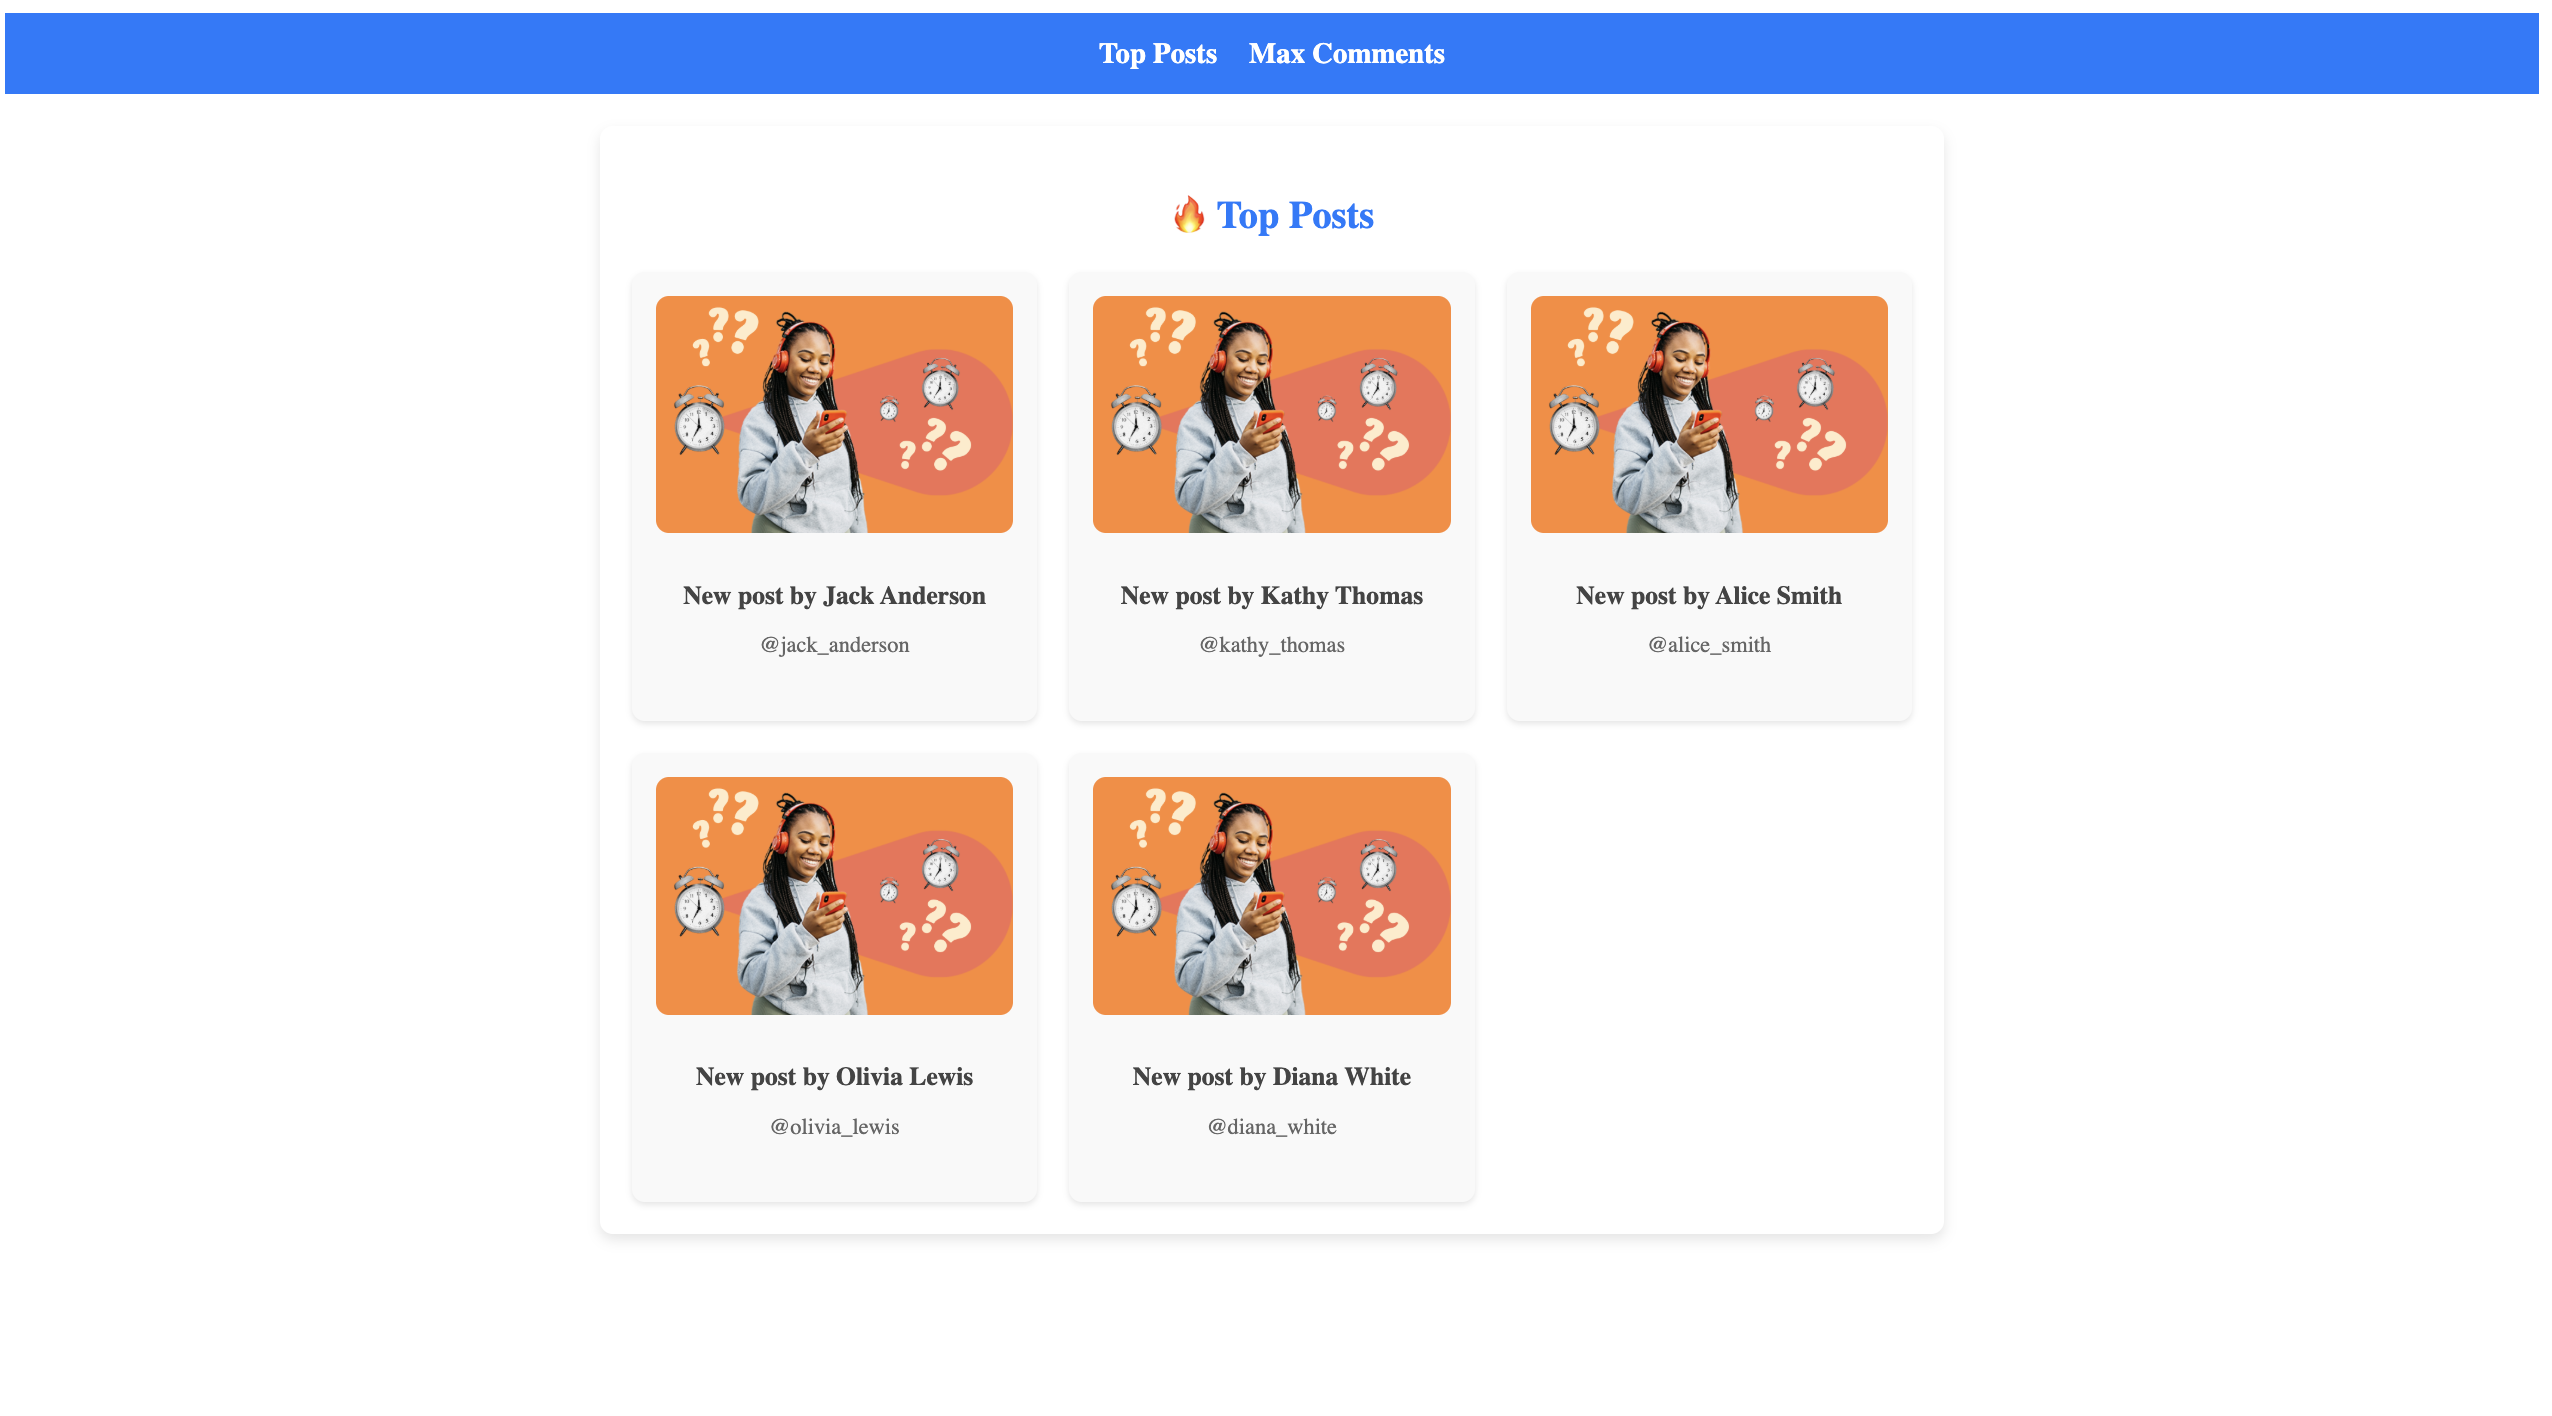 Top Posts Max Comments
🔥 Top Posts
New post by Jack Anderson
@jack_anderson
New post by Kathy Thomas
@kathy_thomas
New post by Alice Smith
@alice_smith
New post by Olivia Lewis
@olivia_lewis
New post by Diana White
@diana_white